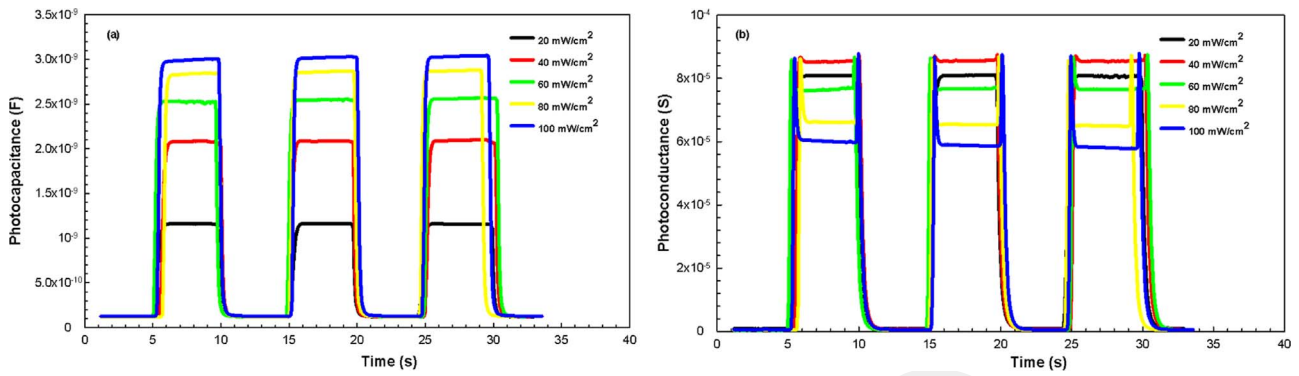 (a)
20 mW/cm²
40 mW/cm²
60 mW/cm²
80 mW/cm²
100 mW/cm²
Photocapacitance (F)
3.5x10⁻⁹
3.0x10⁻⁹
2.5x10⁻⁹
2.0x10⁻⁹
1.5x10⁻⁹
10⁻⁹
5.0x10⁻¹⁰
0
0 5 10 15 20 25 30 35 40
Time (s)
(b)
20 mW/cm²
40 mW/cm²
60 mW/cm²
80 mW/cm²
100 mW/cm²
Photoconductance (S)
10⁻⁴
8x10⁻⁵
6x10⁻⁵
4x10⁻⁵
2x10⁻⁵
0
0 5 10 15 20 25 30 35 40
Time (s)